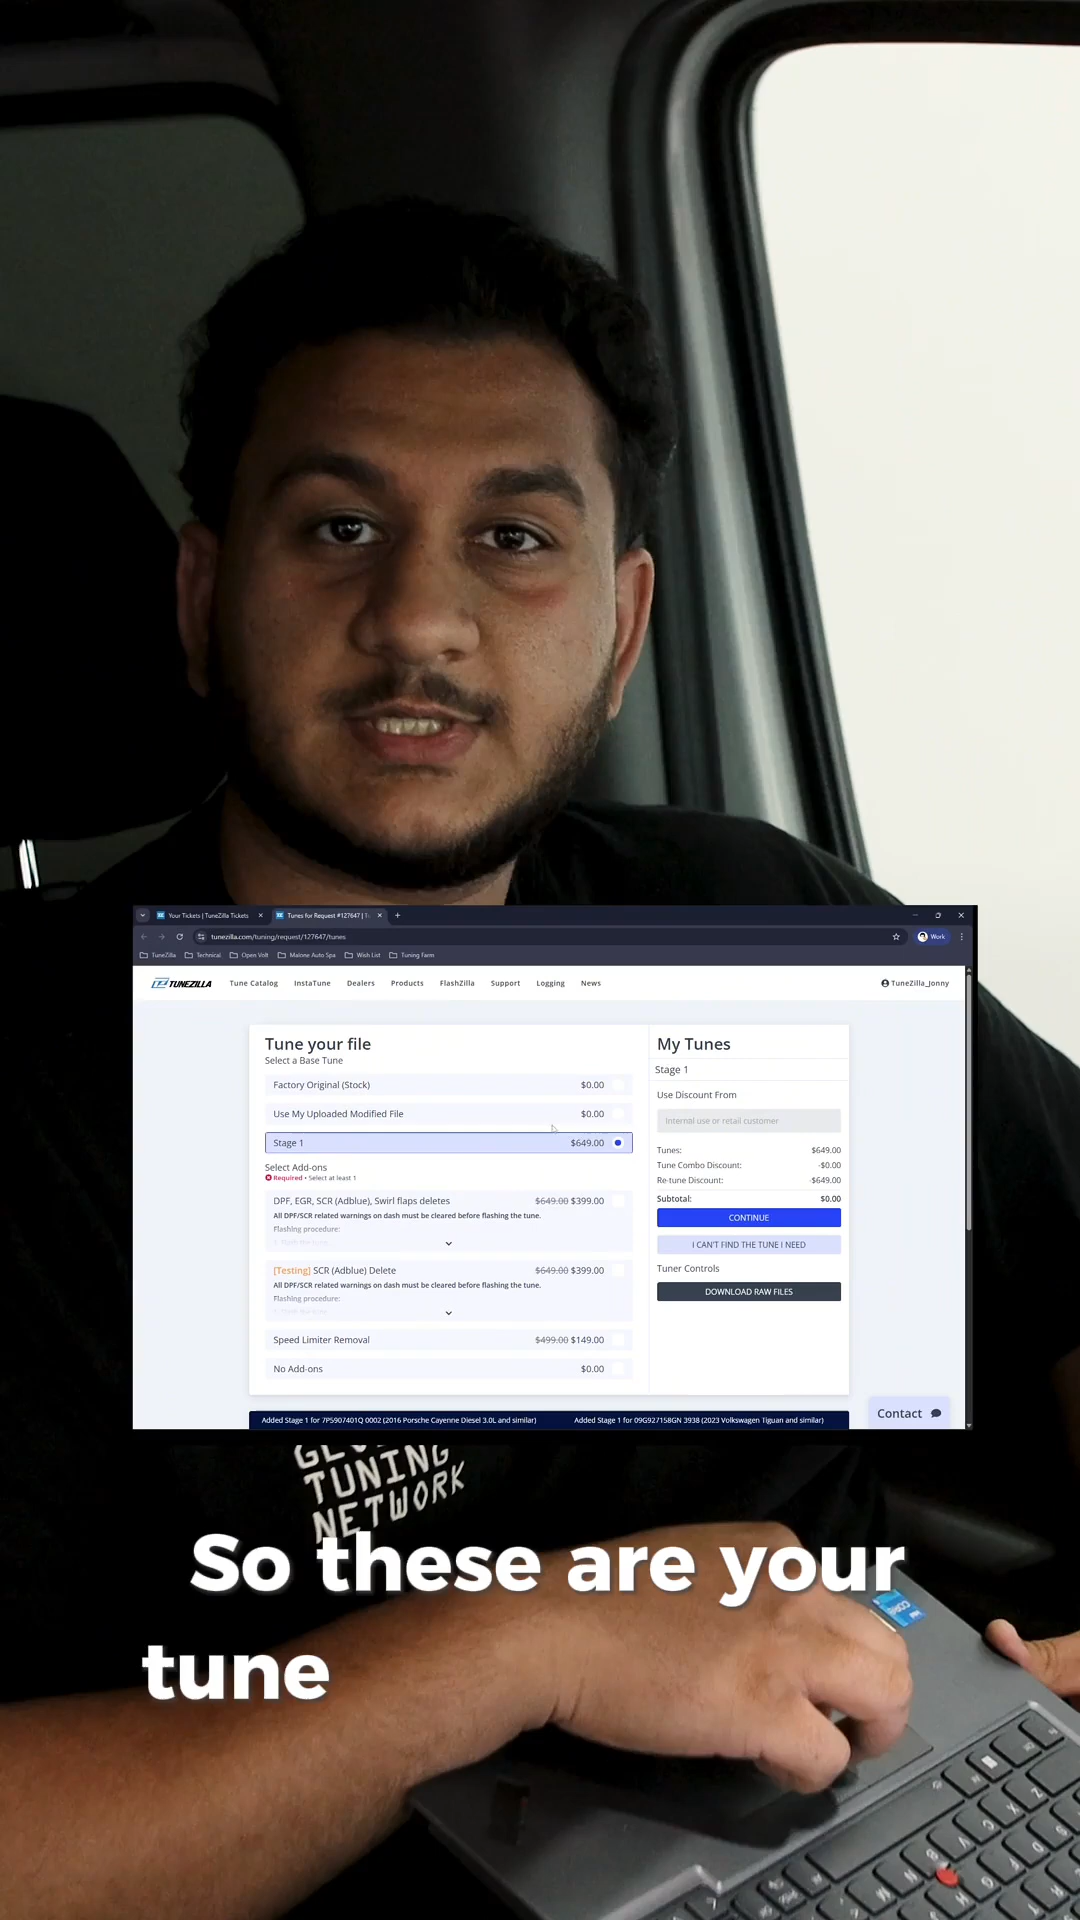 Your Tickets | TuneZilla Tickets
Tunes for Request #127647 | T
tunezilla.com/tuning/request/127647/tunes
Work
TuneZilla Technical Open Volt Malone Auto Spa Wish List Tuning Farm
TUNEZILLA Tune Catalog InstaTune Dealers Products FlashZilla Support Logging News TuneZilla_Jonny
Tune your file
Select a Base Tune
Factory Original (Stock) $0.00
Use My Uploaded Modified File $0.00
Stage 1 $649.00
Select Add-ons
Required • Select at least 1
DPF, EGR, SCR (Adblue), Swirl flaps deletes $649.00 $399.00
All DPF/SCR related warnings on dash must be cleared before flashing the tune.
Flashing procedure:
[Testing] SCR (Adblue) Delete $649.00 $399.00
All DPF/SCR related warnings on dash must be cleared before flashing the tune.
Flashing procedure:
Speed Limiter Removal $499.00 $149.00
No Add-ons $0.00
My Tunes
Stage 1
Use Discount From
Internal use or retail customer
Tunes: $649.00
Tune Combo Discount: -$0.00
Re-tune Discount: -$649.00
Subtotal: $0.00
CONTINUE
I CAN'T FIND THE TUNE I NEED
Tuner Controls
DOWNLOAD RAW FILES
Contact
Added Stage 1 for 7P5907401Q 0002 (2016 Porsche Cayenne Diesel 3.0L and similar) Added Stage 1 for 09G927158GN 3938 (2023 Volkswagen Tiguan and similar)
TUNING
NETWORK
So these are your
tune